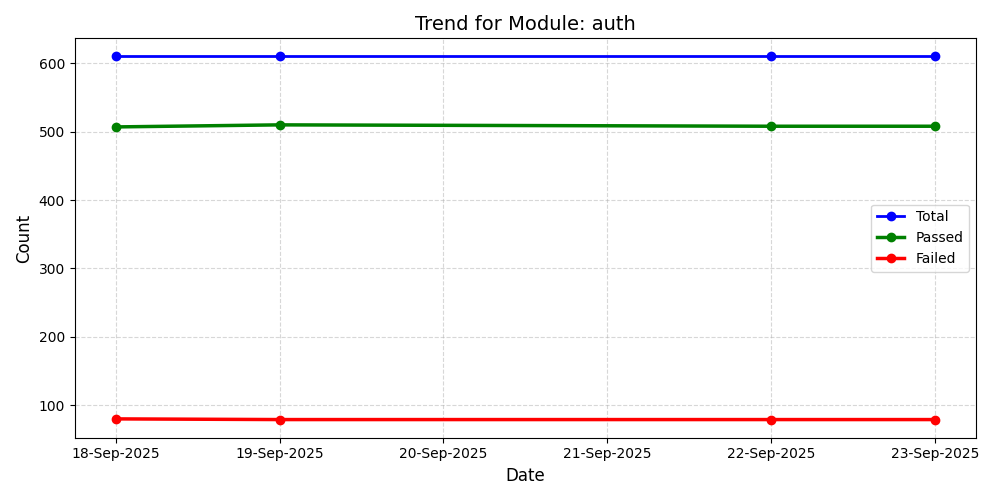 Trend for Module: auth
600
500
400
300
200
100
Count
Total
Passed
Failed
18-Sep-2025 19-Sep-2025 20-Sep-2025 21-Sep-2025 22-Sep-2025 23-Sep-2025
Date